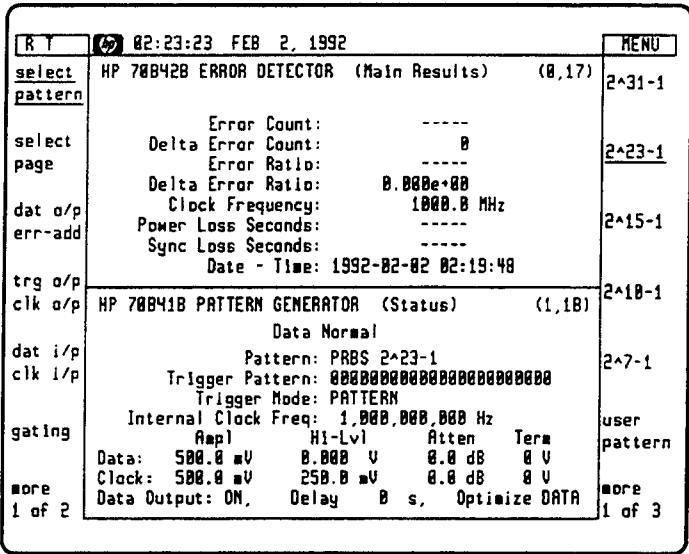 R T
hp 02:23:23 FEB 2, 1992
MENU
select pattern
select page
dat o/p err-add
trg o/p clk o/p
dat i/p clk i/p
gating
more 1 of 2
HP 70842B ERROR DETECTOR (Main Results) (0,17)
Error Count: -----
Delta Error Count: 0
Error Ratio: -----
Delta Error Ratio: 0.000e+00
Clock Frequency: 1000.0 MHz
Power Loss Seconds: -----
Sync Loss Seconds: -----
Date - Time: 1992-02-02 02:19:48
HP 70841B PATTERN GENERATOR (Status) (1,18)
Data Normal
Pattern: PRBS 2^23-1
Trigger Pattern: 00000000000000000000000
Trigger Mode: PATTERN
Internal Clock Freq: 1,000,000,000 Hz
Ampl Hi-Lvl Atten Term
Data: 500.0 mV 0.000 V 0.0 dB 0 V
Clock: 500.0 mV 250.0 mV 0.0 dB 0 V
Data Output: ON, Delay 0 s, Optimize DATA
2^31-1
2^23-1
2^15-1
2^10-1
2^7-1
user pattern
more 1 of 3